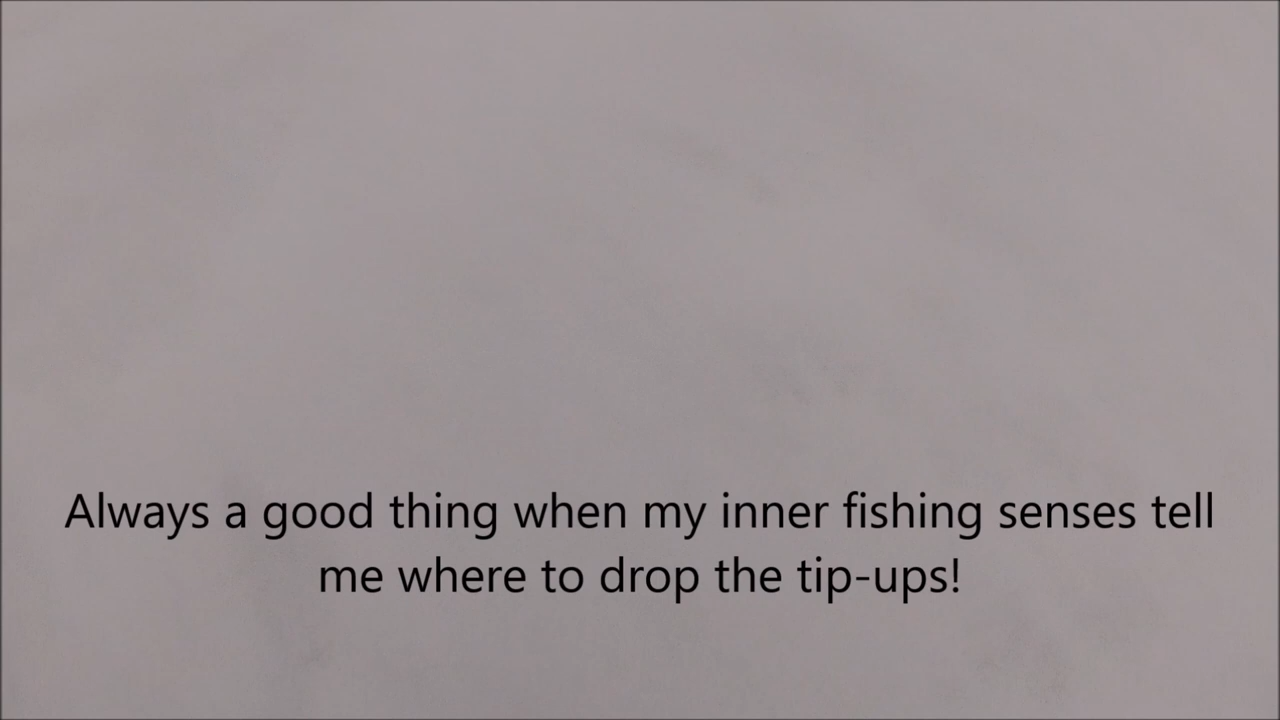 Always a good thing when my inner fishing senses tell
me where to drop the tip-ups!